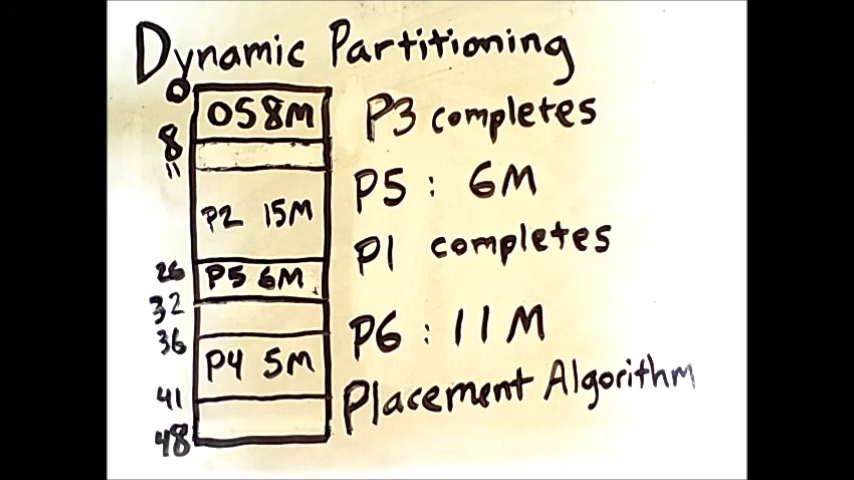 Dynamic Partitioning
0
OS 8M
8
11
P2 15M
26
P5 6M
32
36
P4 5M
41
48
P3 completes
P5 : 6M
P1 completes
P6 : 11M
Placement Algorithm